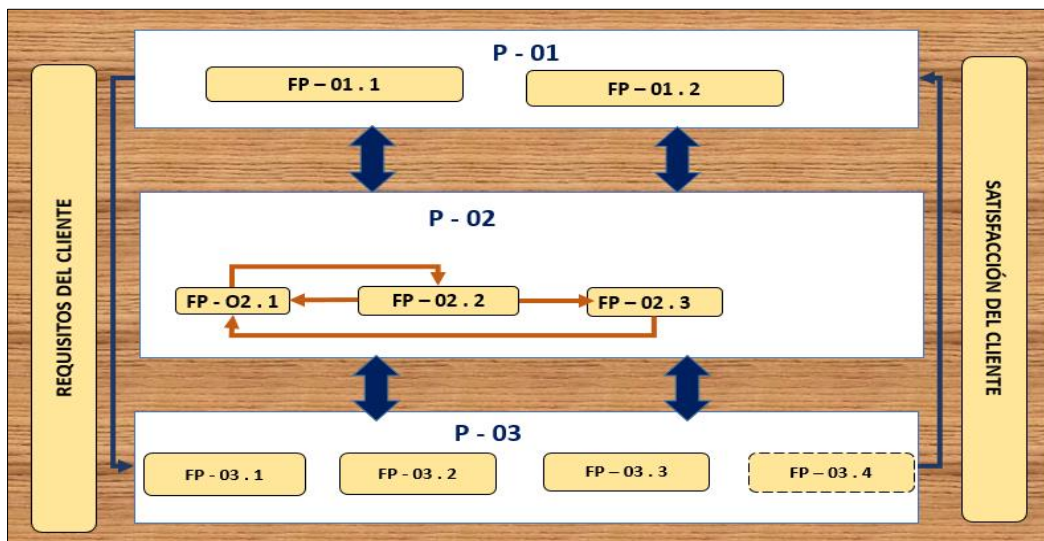 P - 01
FP – 01 . 1
FP – 01 . 2
REQUISITOS DEL CLIENTE
P - 02
FP - O2 . 1
FP – 02 . 2
FP – 02 . 3
SATISFACCIÓN DEL CLIENTE
P - 03
FP - 03 . 1
FP - 03 . 2
FP – 03 . 3
FP – 03 . 4